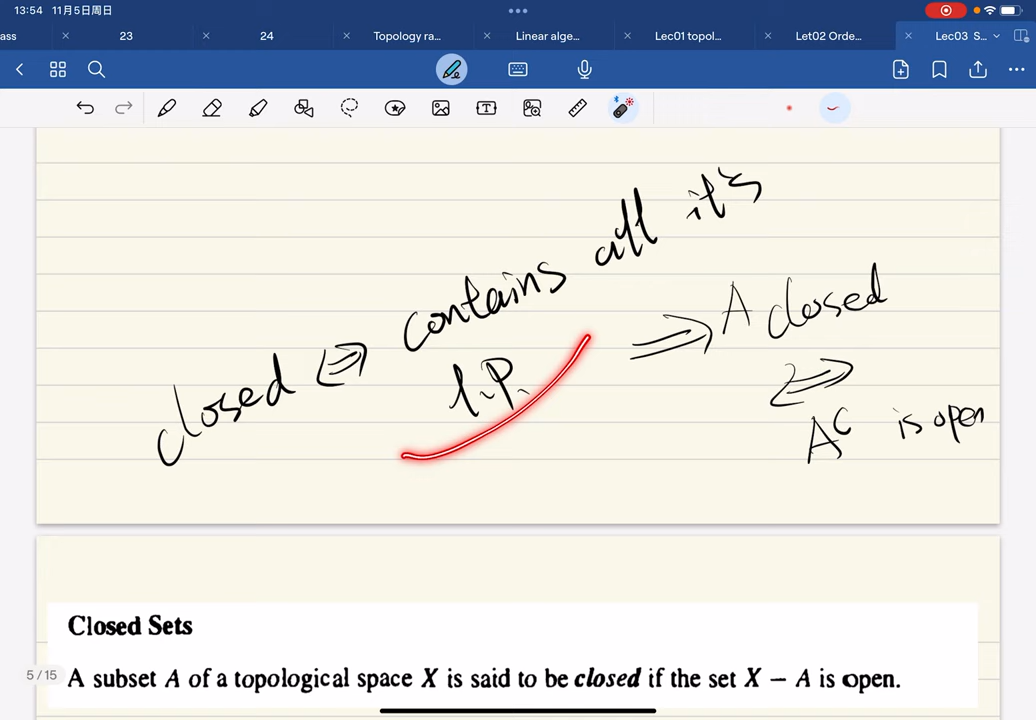 13:54 11月5日周日
ass
23
24
Topology ra...
Linear alge...
Lec01 topol...
Let02 Orde...
Lec03 S...
closed ⇔ contains all it's
l.P.
⇒ A closed
⇔
A^c is open
Closed Sets
5 / 15
A subset A of a topological space X is said to be closed if the set X − A is open.